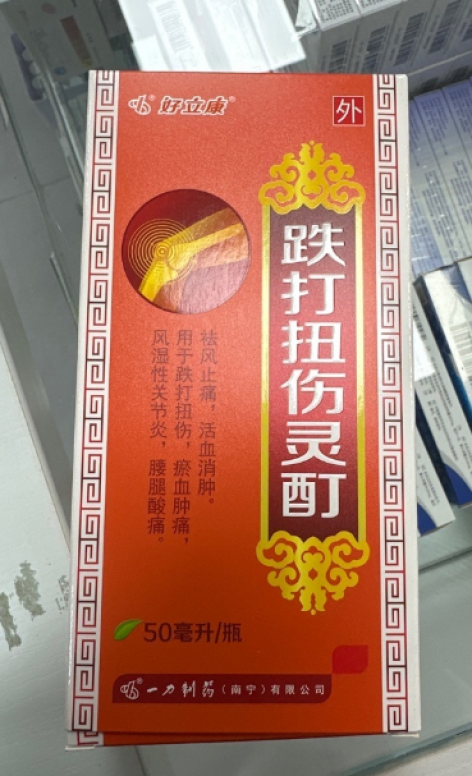 好立康®
外
跌打扭伤灵酊
祛风止痛，活血消肿。
用于跌打扭伤，瘀血肿痛，
风湿性关节炎，腰腿酸痛。
50毫升/瓶
一力制药（南宁）有限公司